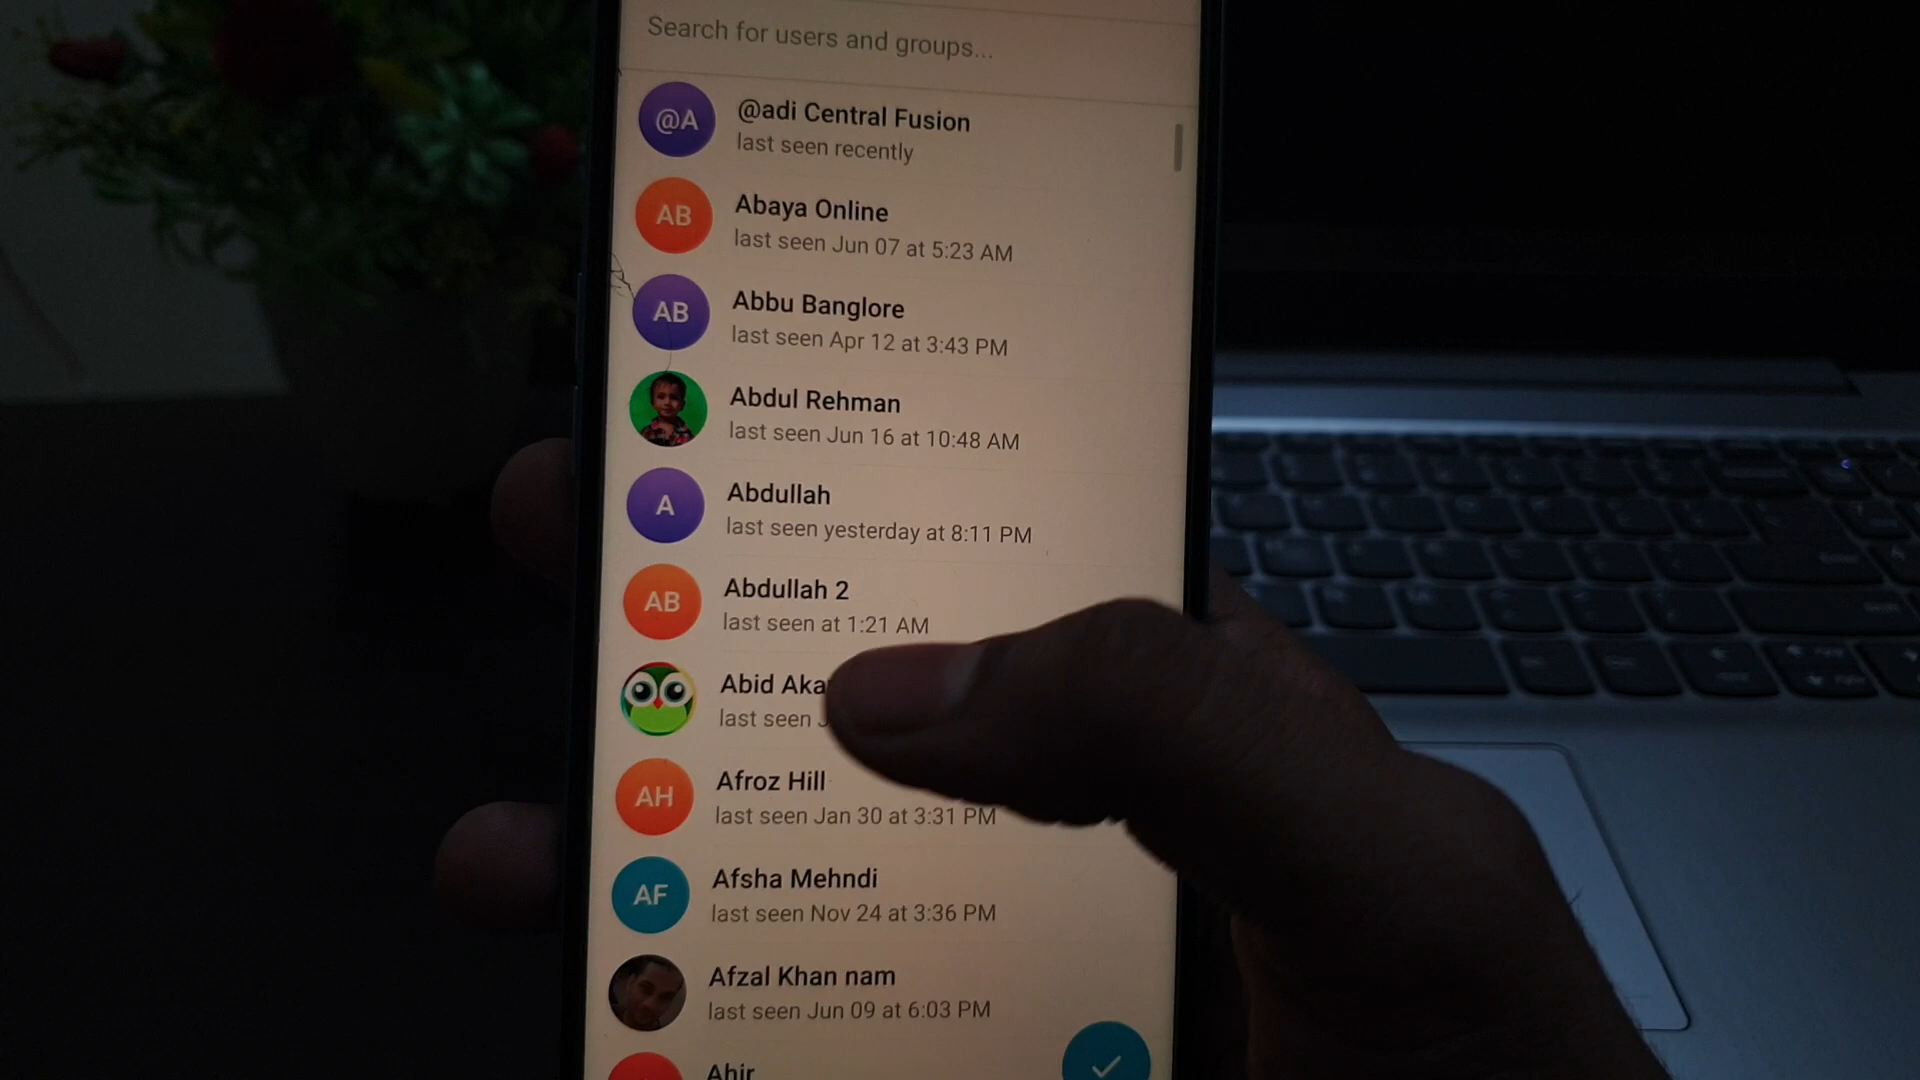 Search for users and groups...
@A
@adi Central Fusion
last seen recently
AB
Abaya Online
last seen Jun 07 at 5:23 AM
AB
Abbu Banglore
last seen Apr 12 at 3:43 PM
Abdul Rehman
last seen Jun 16 at 10:48 AM
A
Abdullah
last seen yesterday at 8:11 PM
AB
Abdullah 2
last seen at 1:21 AM
Abid
last seen
AH
Afroz Hill
last seen Jan 30 at 3:31 PM
AF
Afsha Mehndi
last seen Nov 24 at 3:36 PM
Afzal Khan nam
last seen Jun 09 at 6:03 PM
Ahir